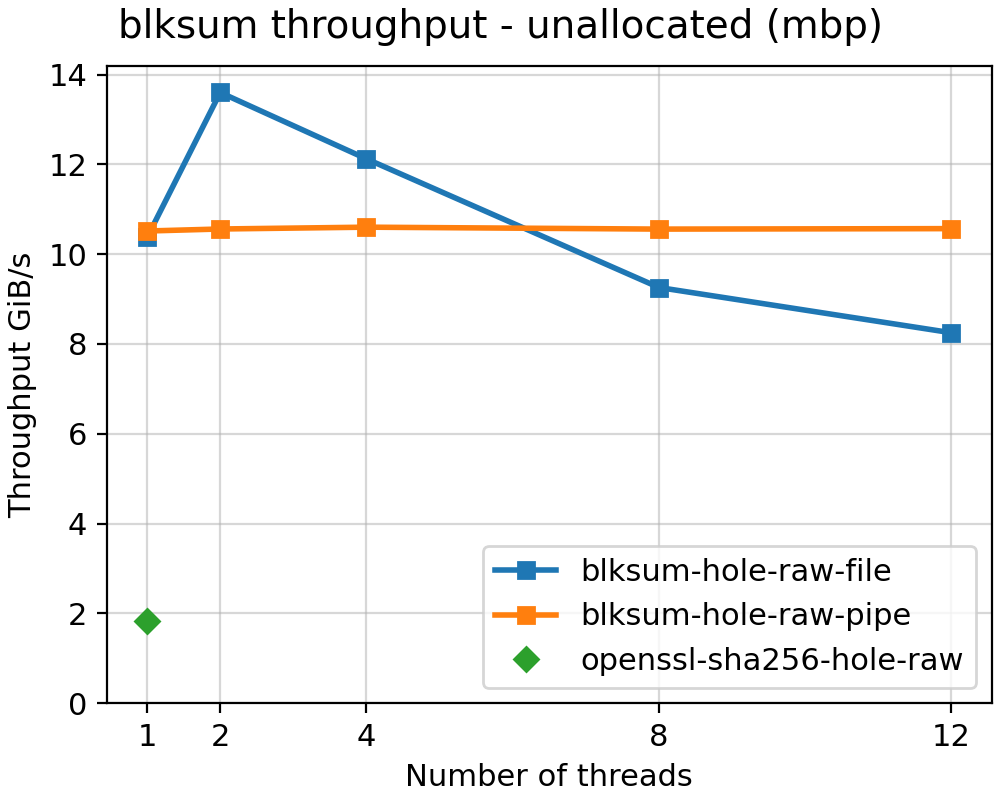 blksum throughput - unallocated (mbp)
Throughput GiB/s
14
12
10
8
6
4
2
0
blksum-hole-raw-file
blksum-hole-raw-pipe
openssl-sha256-hole-raw
1 2 4 8 12
Number of threads